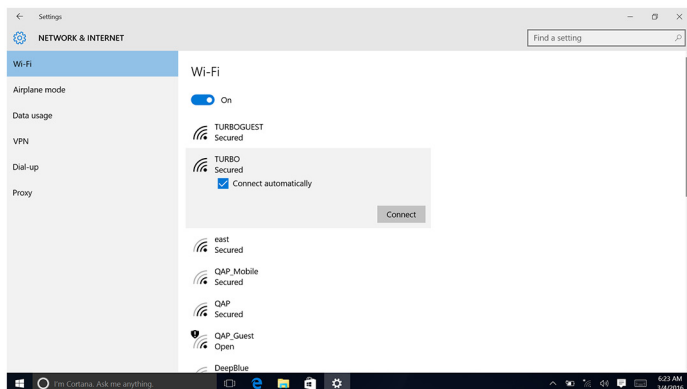 Settings
NETWORK & INTERNET
Find a setting
Wi-Fi
Airplane mode
Data usage
VPN
Dial-up
Proxy
Wi-Fi
On
TURBOGUEST
Secured
TURBO
Secured
Connect automatically
Connect
east
Secured
QAP_Mobile
Secured
QAP
Secured
QAP_Guest
Open
DeepBlue
I'm Cortana. Ask me anything.
6:23 AM
3/4/2016